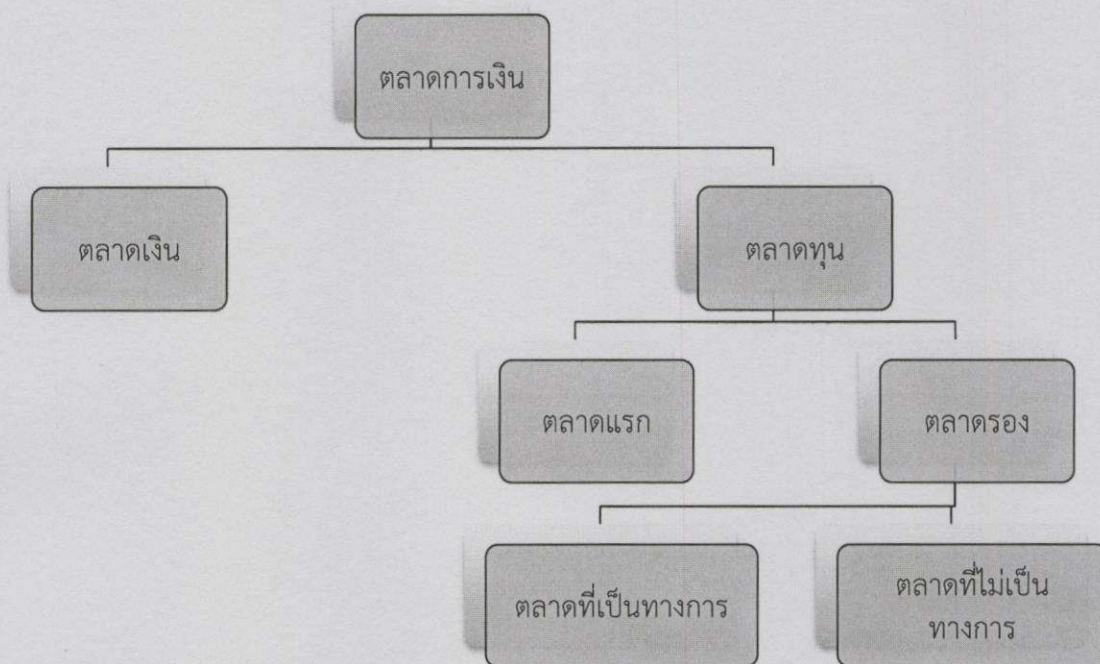 ตลาดการเงิน
ตลาดเงิน
ตลาดทุน
ตลาดแรก
ตลาดรอง
ตลาดที่เป็นทางการ
ตลาดที่ไม่เป็น
ทางการ